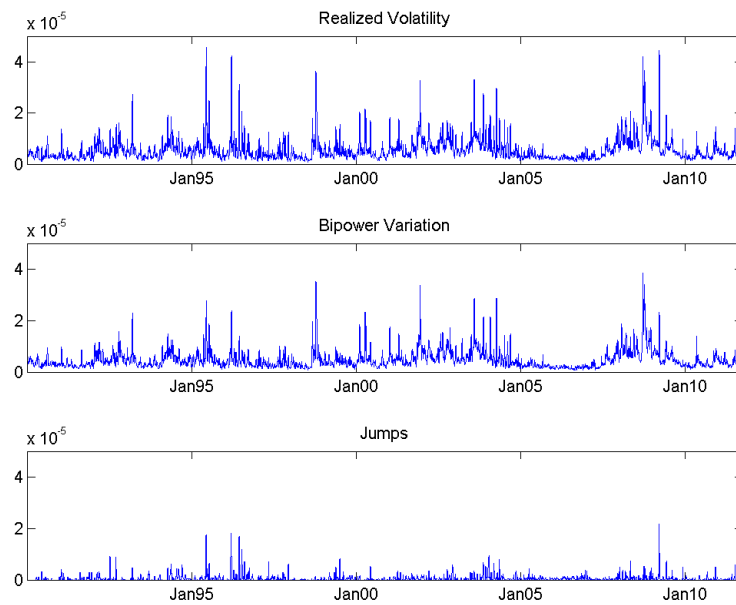 Realized Volatility
x 10^-5
4
2
0
Jan95 Jan00 Jan05 Jan10
Bipower Variation
x 10^-5
4
2
0
Jan95 Jan00 Jan05 Jan10
Jumps
x 10^-5
4
2
0
Jan95 Jan00 Jan05 Jan10